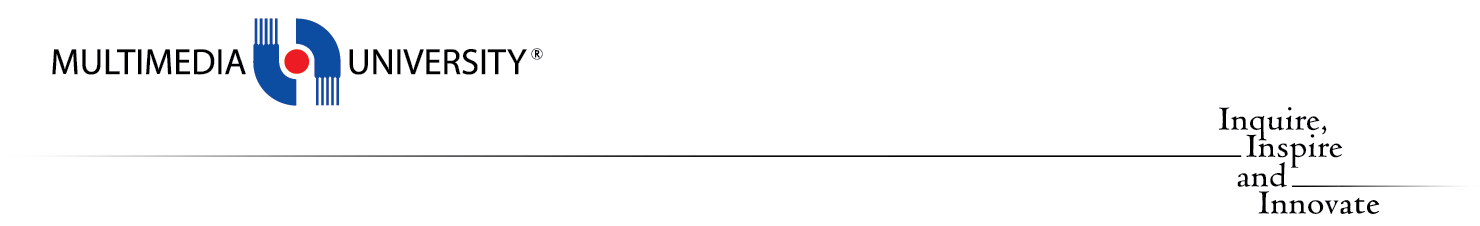 MULTIMEDIA UNIVERSITY®
Inquire,
Inspire
and
Innovate